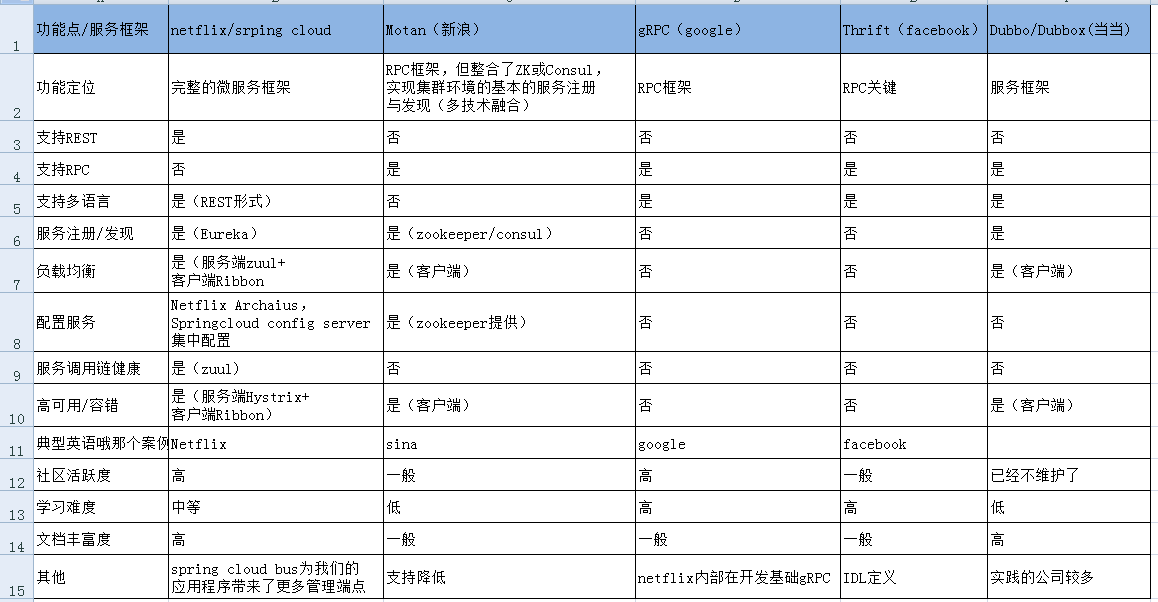 1 功能点/服务框架 netflix/srping cloud Motan（新浪） gRPC（google） Thrift（facebook） Dubbo/Dubbox(当当)
RPC框架，但整合了ZK或Consul，
2 功能定位 完整的微服务框架 实现集群环境的基本的服务注册 RPC框架 RPC关键 服务框架
与发现（多技术融合）
3 支持REST 是 否 否 否 否
4 支持RPC 否 是 是 是 是
5 支持多语言 是（REST形式） 否 是 是 是
6 服务注册/发现 是（Eureka） 是（zookeeper/consul） 否 否 是
7 负载均衡 是（服务端zuul+ 是（客户端） 否 否 是（客户端）
客户端Ribbon
Netflix Archaius，
8 配置服务 Springcloud config server 是（zookeeper提供） 否 否 否
集中配置
9 服务调用链健康 是（zuul） 否 否 否 否
10 高可用/容错 是（服务端Hystrix+ 是（客户端） 否 否 是（客户端）
客户端Ribbon）
11 典型英语哦那个案例 Netflix sina google facebook
12 社区活跃度 高 一般 高 一般 已经不维护了
13 学习难度 中等 低 高 高 低
14 文档丰富度 高 一般 一般 一般 高
15 其他 spring cloud bus为我们的 支持降低 netflix内部在开发基础gRPC IDL定义 实践的公司较多
应用程序带来了更多管理端点